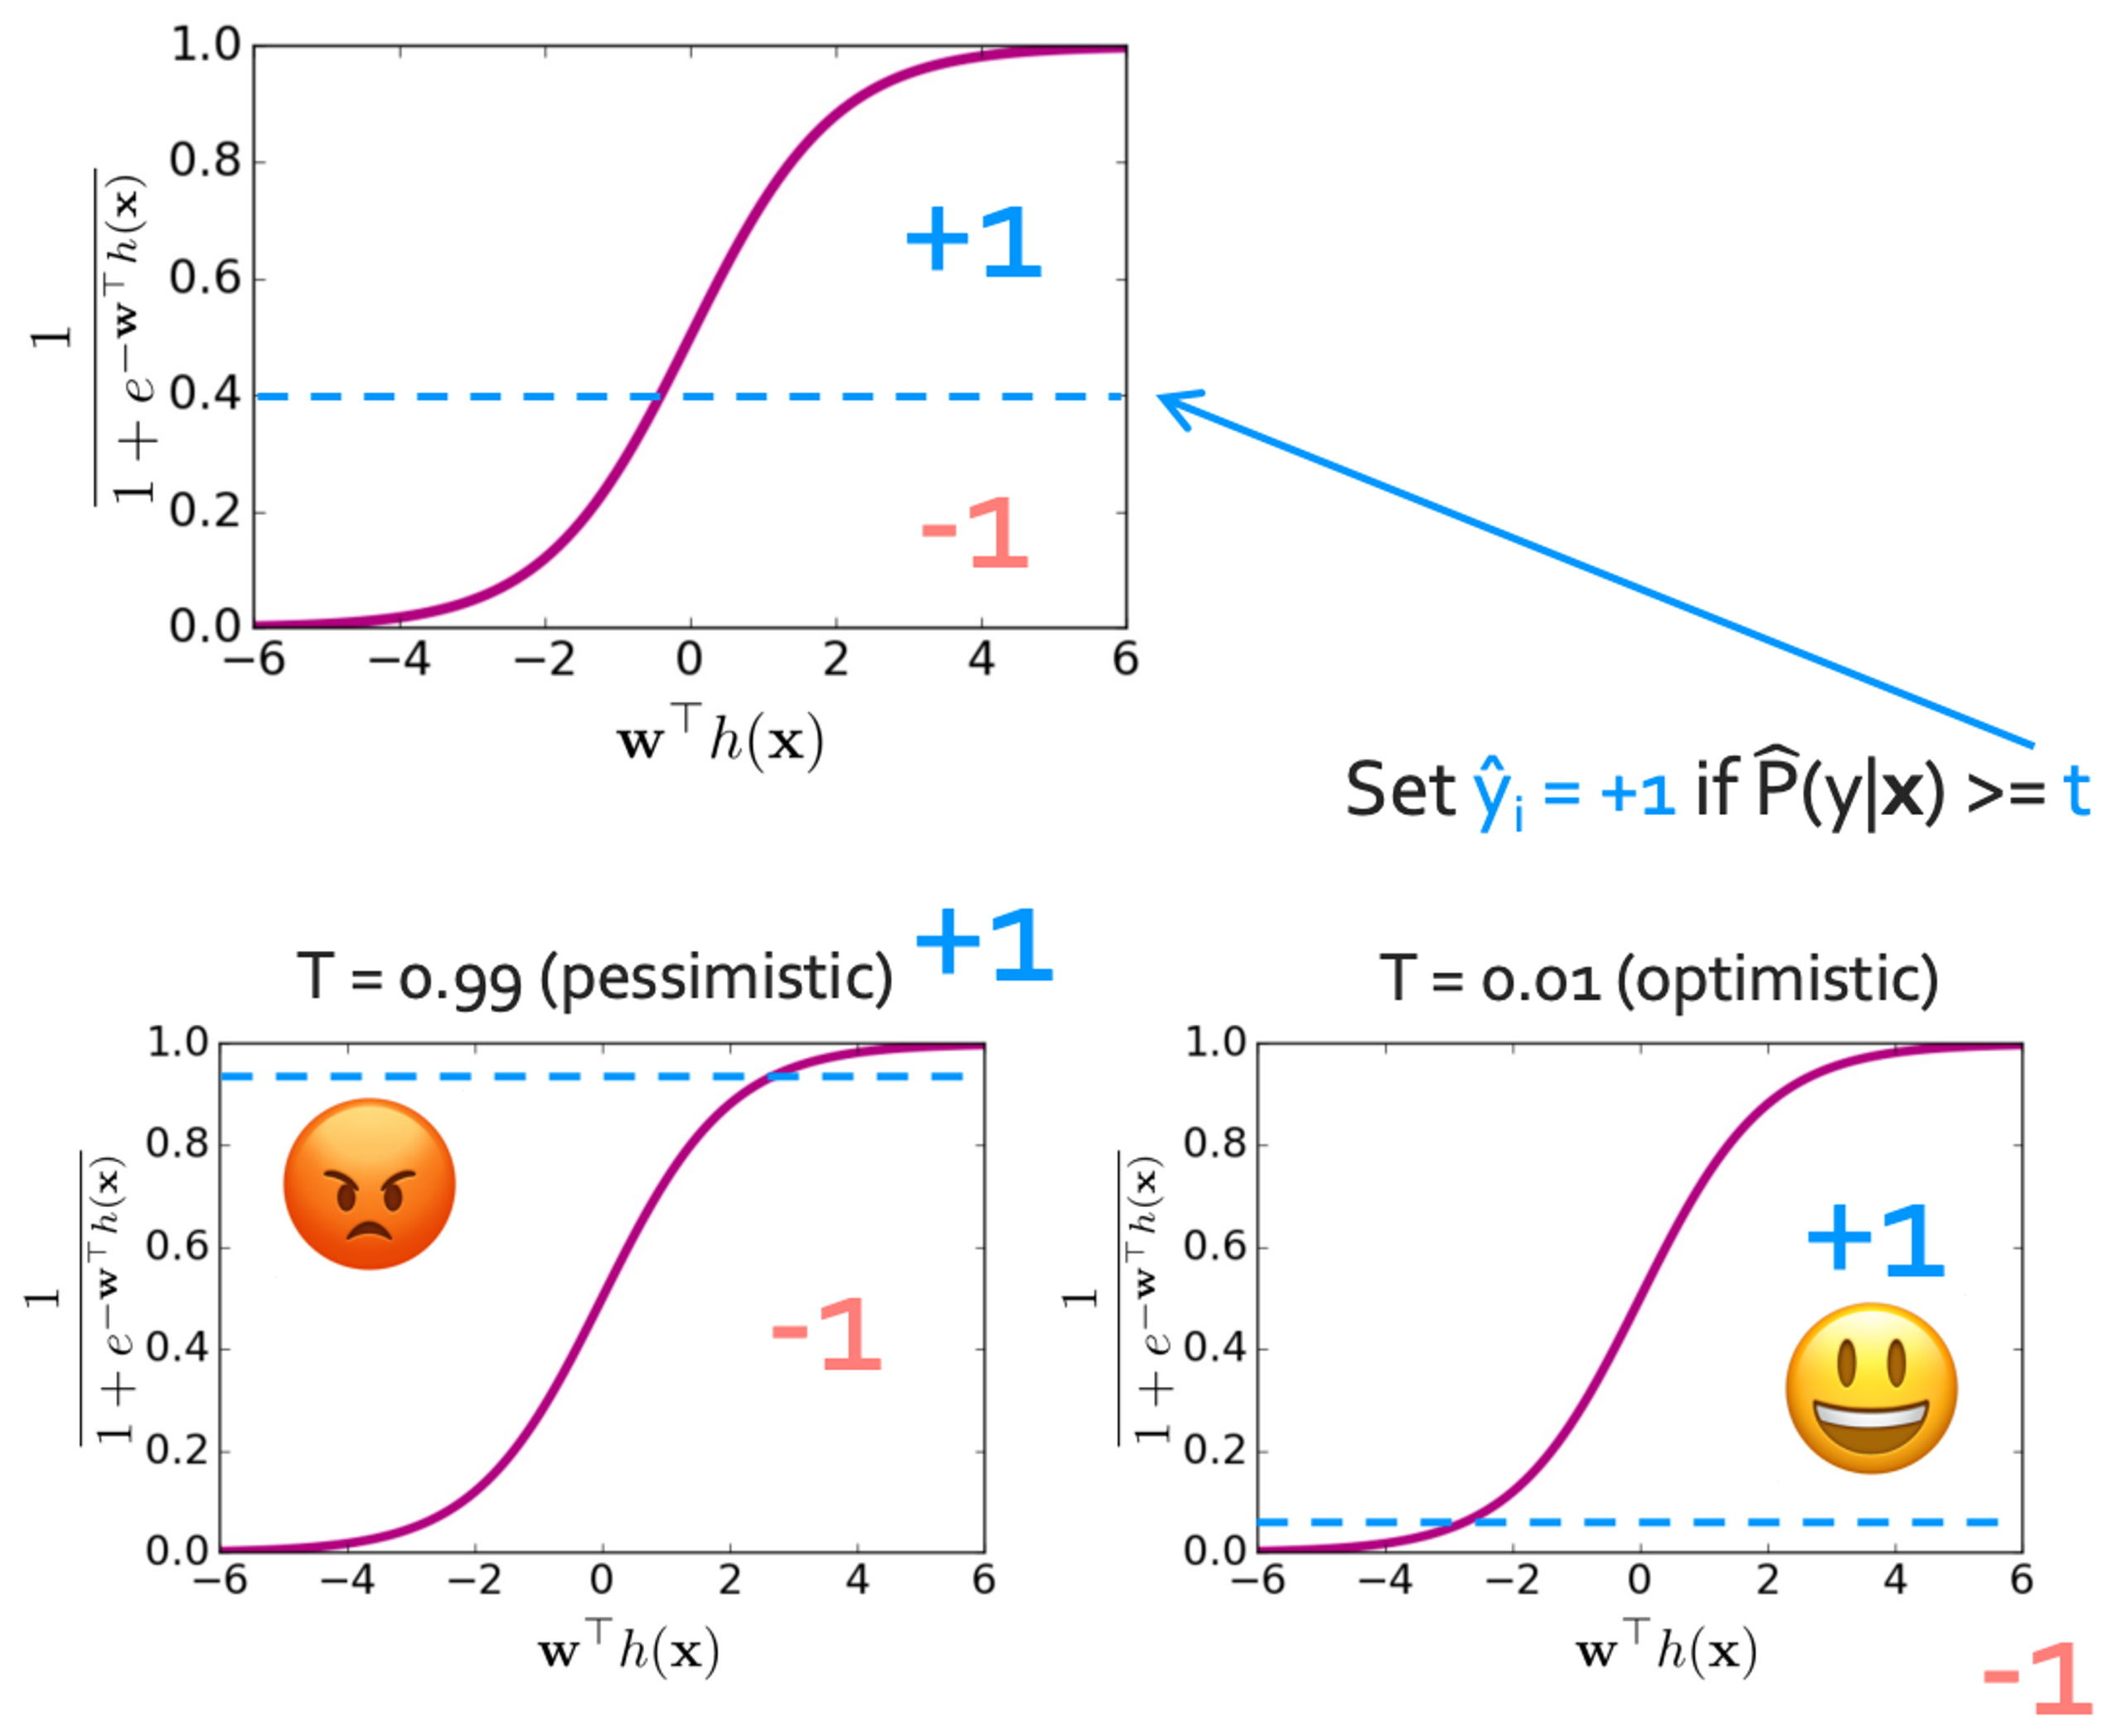 1.0
0.8
0.6
0.4
0.2
0.0
−6 −4 −2 0 2 4 6
1 / 1 + e^{−w^⊤h(x)}
w^⊤h(x)
+1
-1
Set ŷ_i = +1 if P̂(y|x) >= t
T = 0.99 (pessimistic) +1
1.0
0.8
0.6
0.4
0.2
0.0
−6 −4 −2 0 2 4 6
1 / 1 + e^{−w^⊤h(x)}
w^⊤h(x)
-1
T = 0.01 (optimistic)
1.0
0.8
0.6
0.4
0.2
0.0
−6 −4 −2 0 2 4 6
1 / 1 + e^{−w^⊤h(x)}
w^⊤h(x)
+1
-1